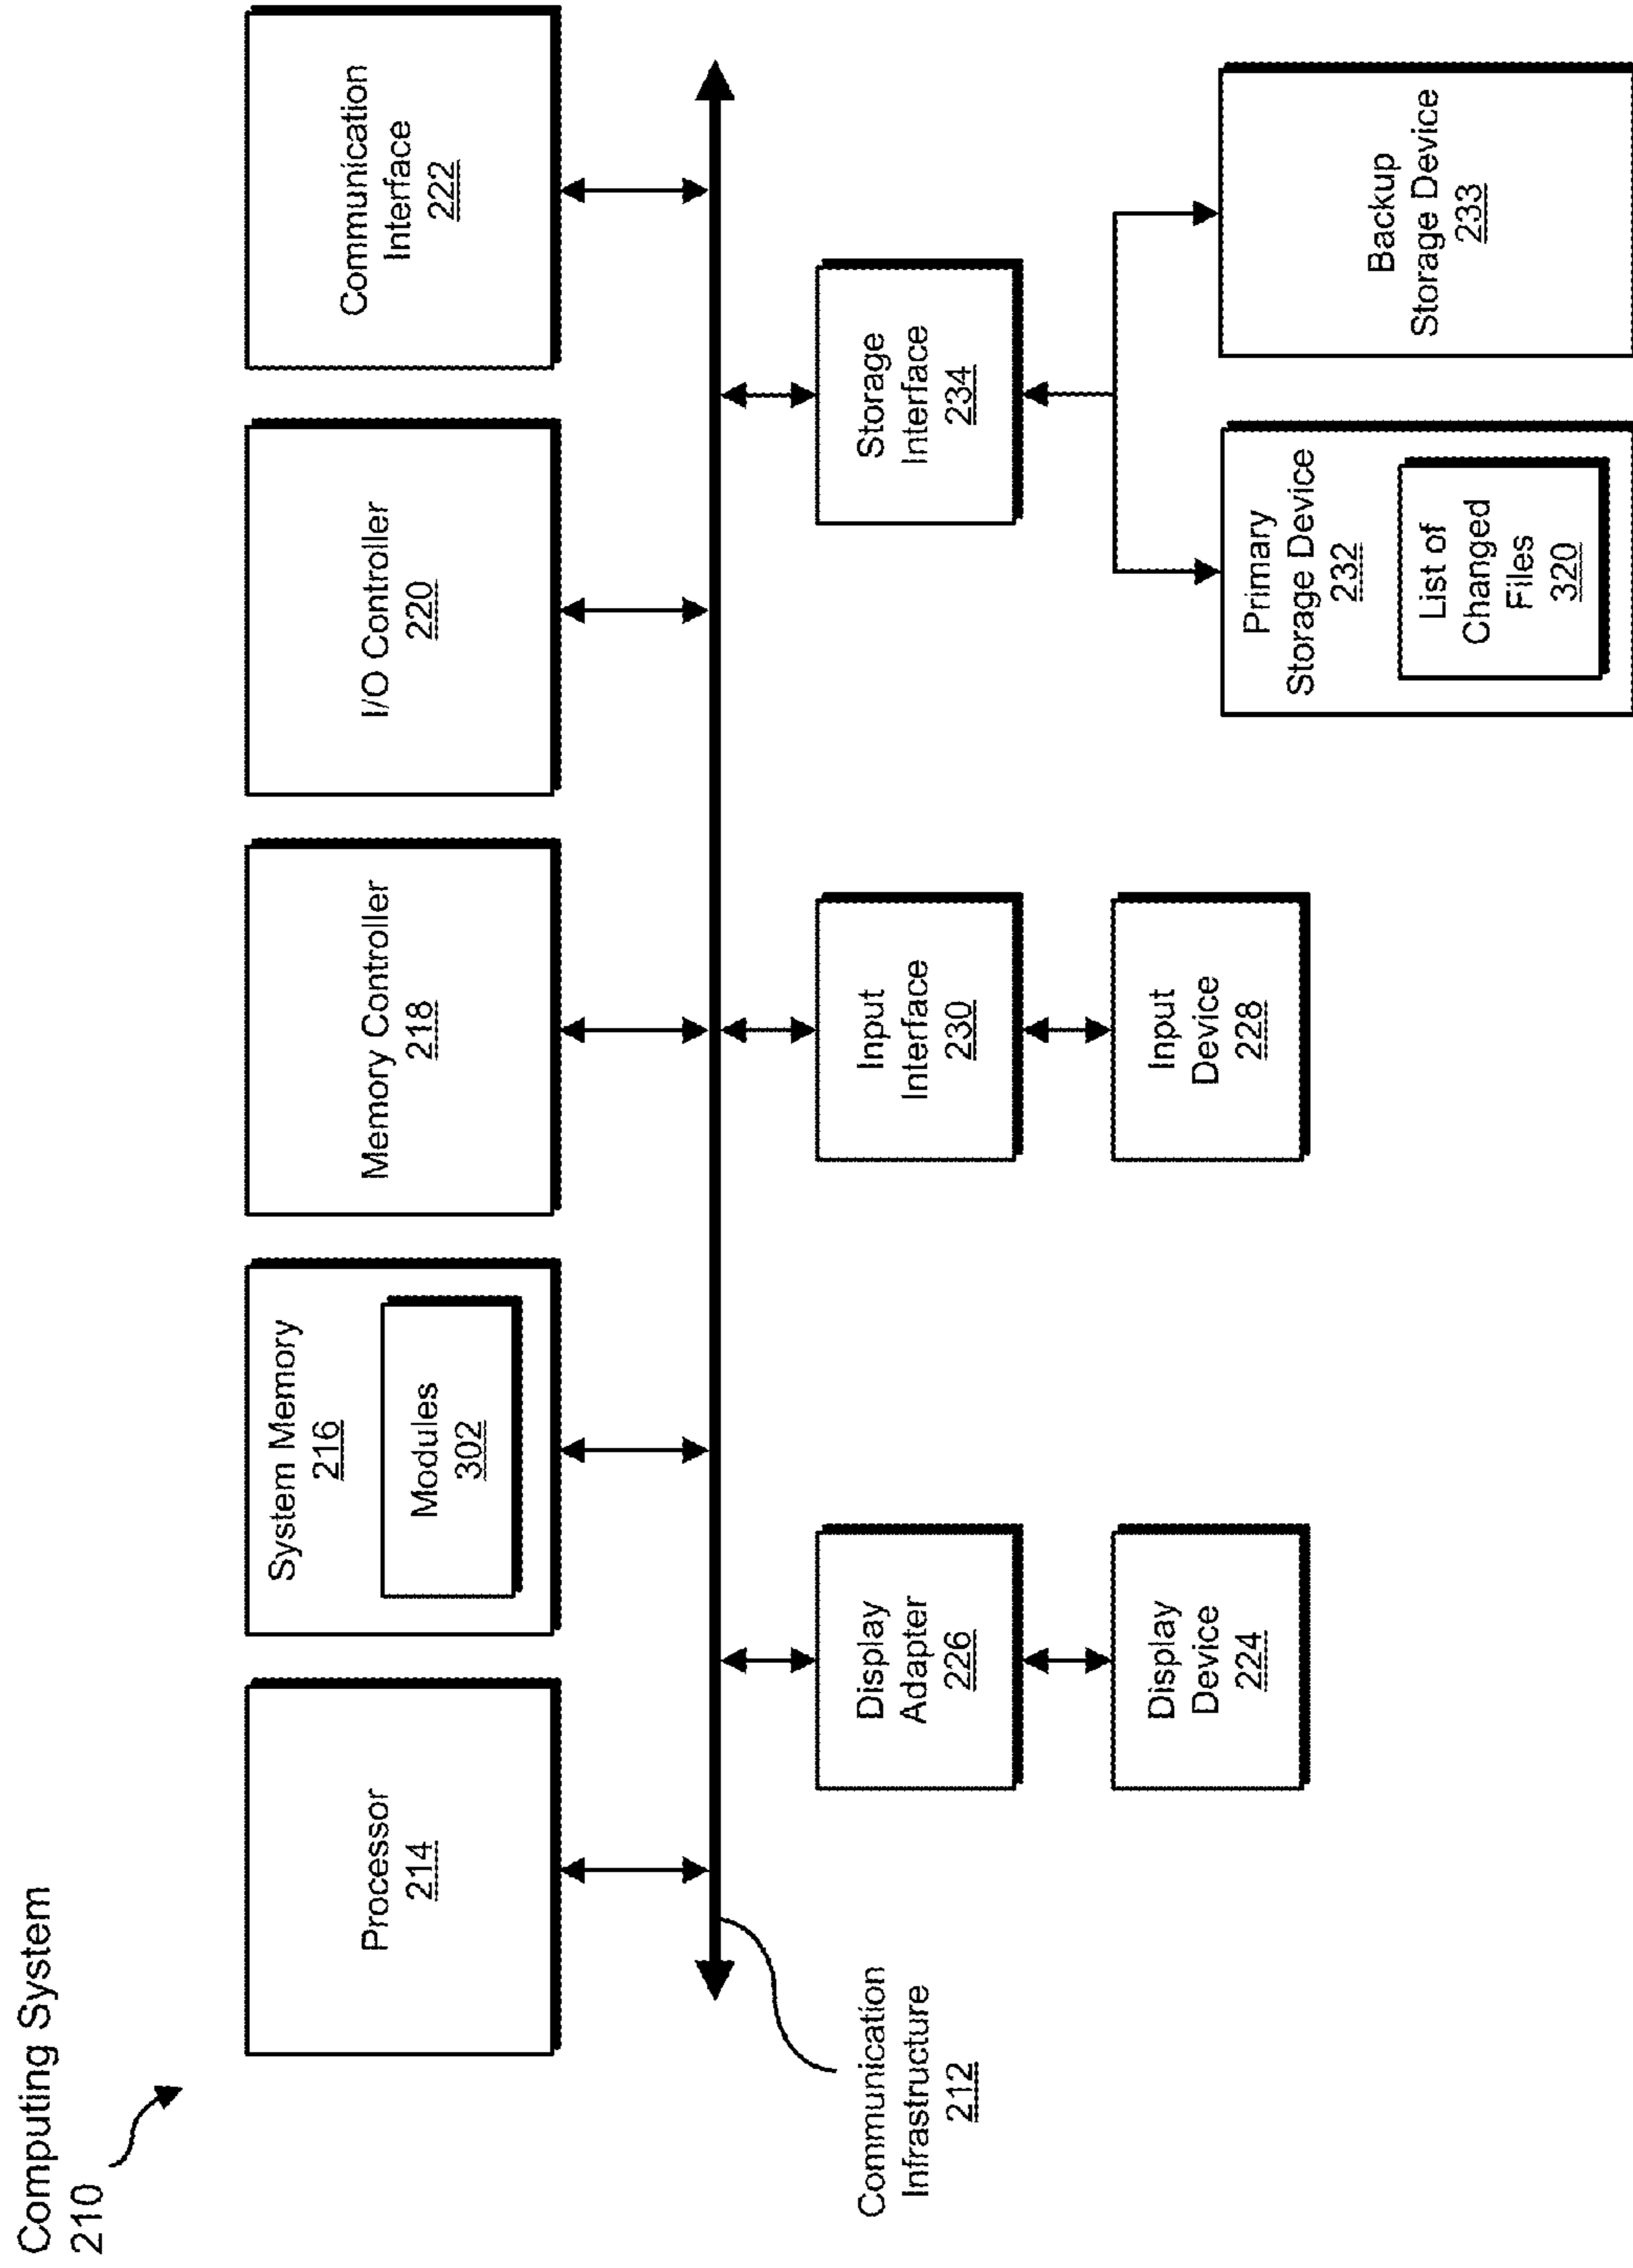 Computing System
210
Processor
214
System Memory
216
Modules
302
Memory Controller
218
I/O Controller
220
Communication
Interface
222
Communication
Infrastructure
212
Display
Adapter
226
Input
Interface
230
Storage
Interface
234
Display
Device
224
Input
Device
228
Primary
Storage Device
232
List of
Changed
Files
320
Backup
Storage Device
233